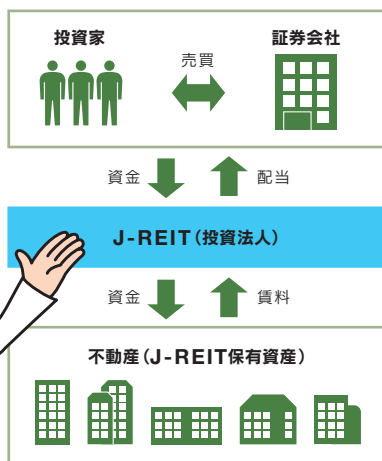 投資家
証券会社
売買
資金
配当
J-REIT(投資法人)
資金
賃料
不動産(J-REIT保有資産)